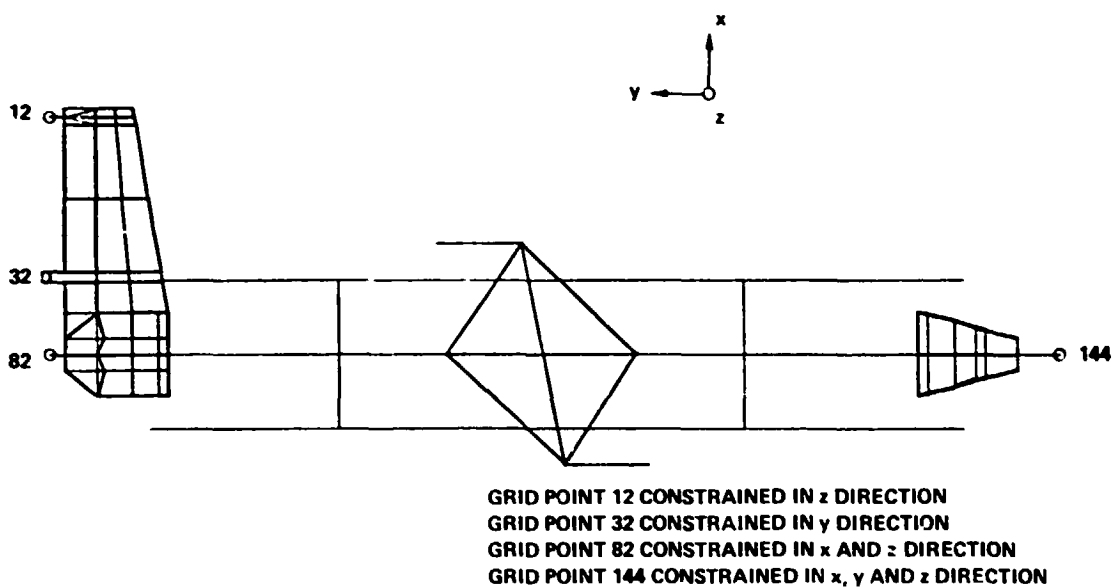 x
y
z
12
32
82
144
GRID POINT 12 CONSTRAINED IN z DIRECTION
GRID POINT 32 CONSTRAINED IN y DIRECTION
GRID POINT 82 CONSTRAINED IN x AND z DIRECTION
GRID POINT 144 CONSTRAINED IN x, y AND z DIRECTION